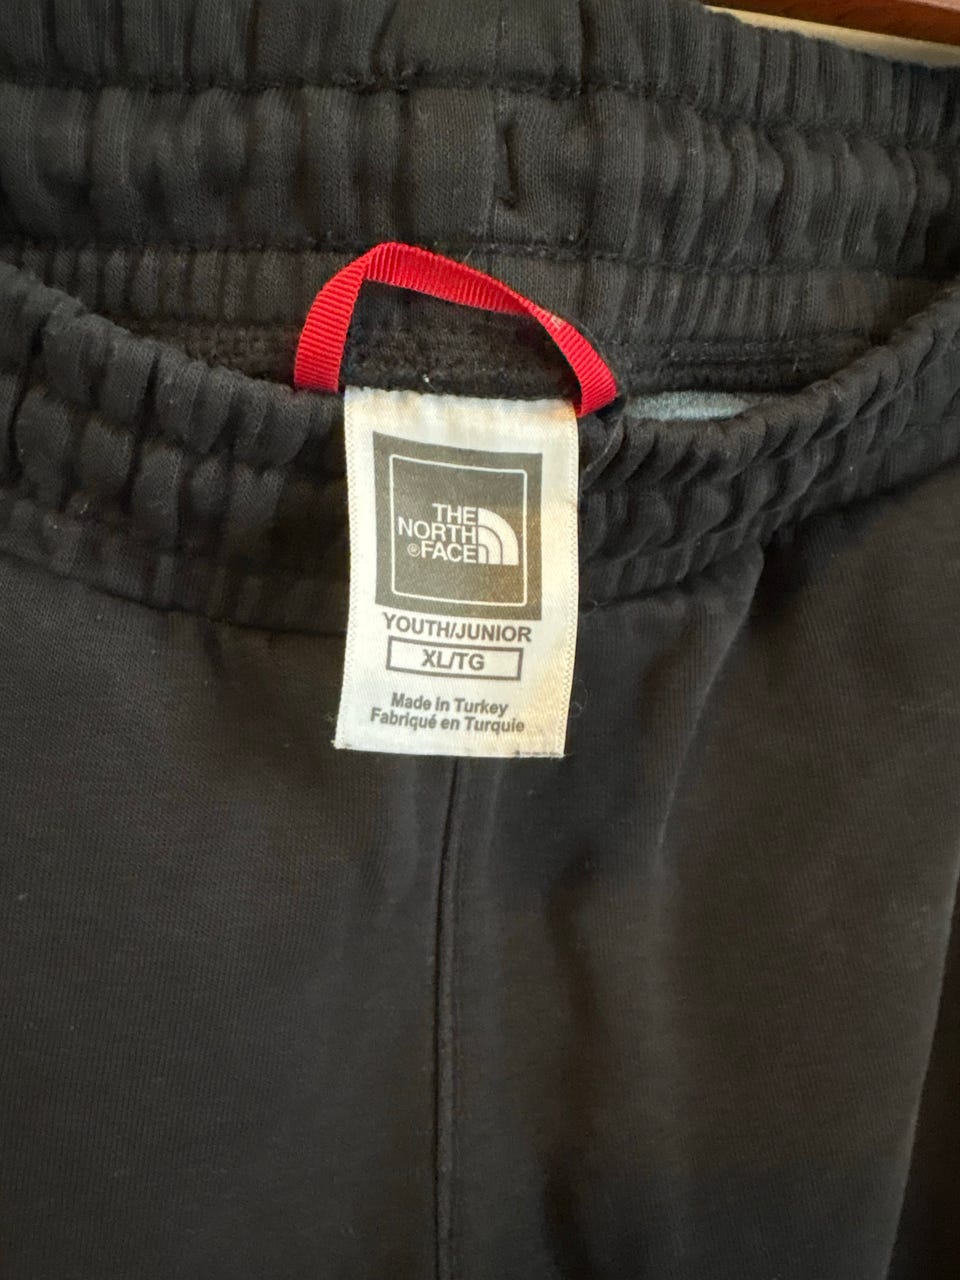 THE
NORTH
®FACE
YOUTH/JUNIOR
XL/TG
Made in Turkey
Fabriqué en Turquie